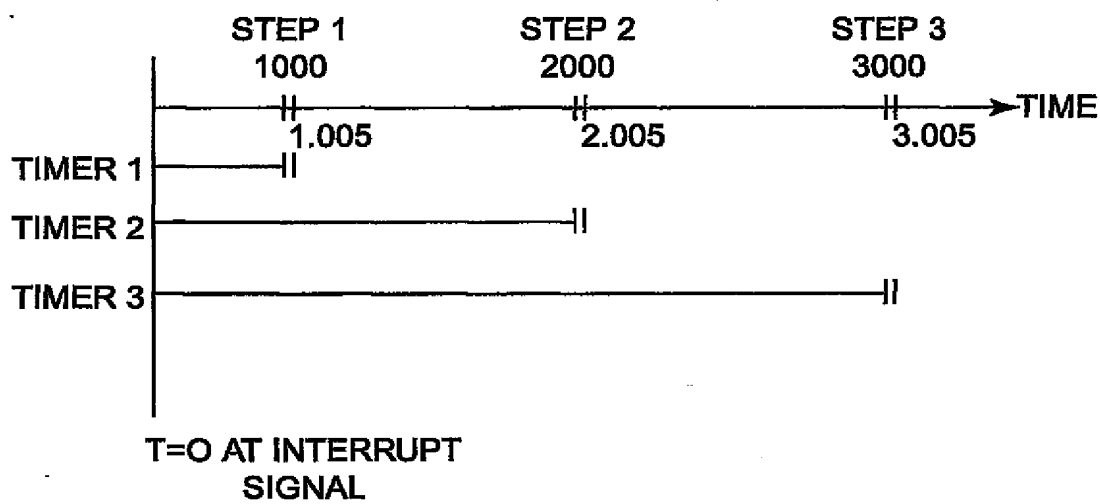 STEP 1 STEP 2 STEP 3
1000 2000 3000
TIME
1.005 2.005 3.005
TIMER 1
TIMER 2
TIMER 3
T=O AT INTERRUPT
SIGNAL